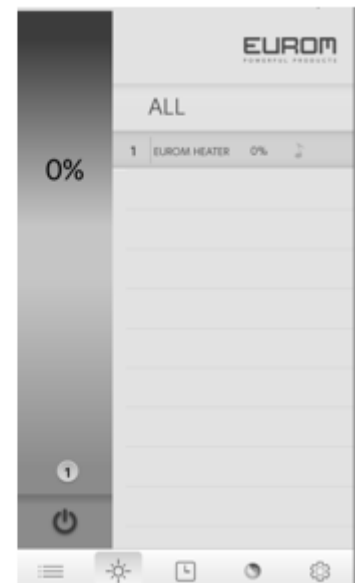 EUROM
POWERFUL PRODUCTS
ALL
1 EUROM HEATER 0%
0%
1